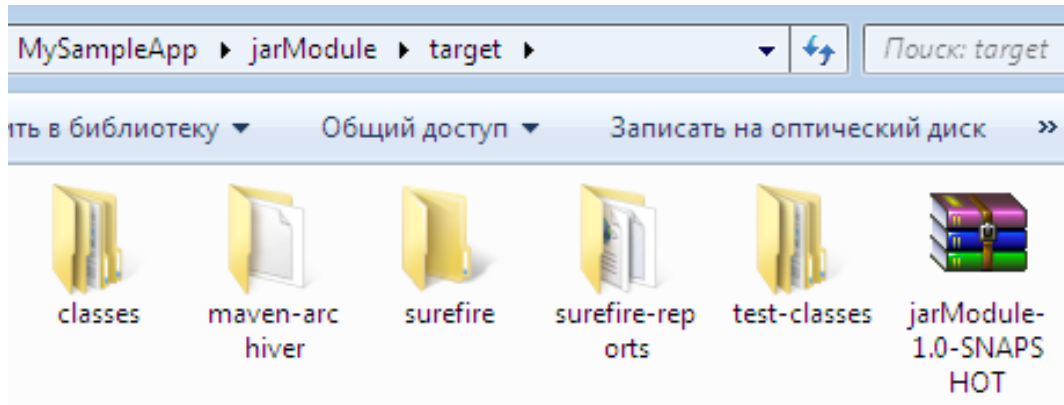 MySampleApp jarModule target Поиск: target
ить в библиотеку Общий доступ Записать на оптический диск »
classes maven-arc surefire surefire-rep test-classes jarModule-
hiver orts 1.0-SNAPS
HOT